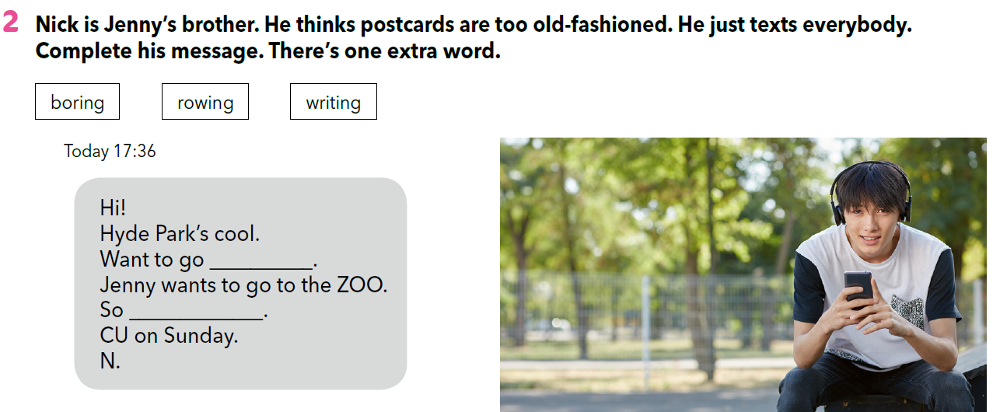 2 Nick is Jenny’s brother. He thinks postcards are too old-fashioned. He just texts everybody.
Complete his message. There’s one extra word.
boring rowing writing
Today 17:36
Hi!
Hyde Park’s cool.
Want to go __________.
Jenny wants to go to the ZOO.
So _____________.
CU on Sunday.
N.